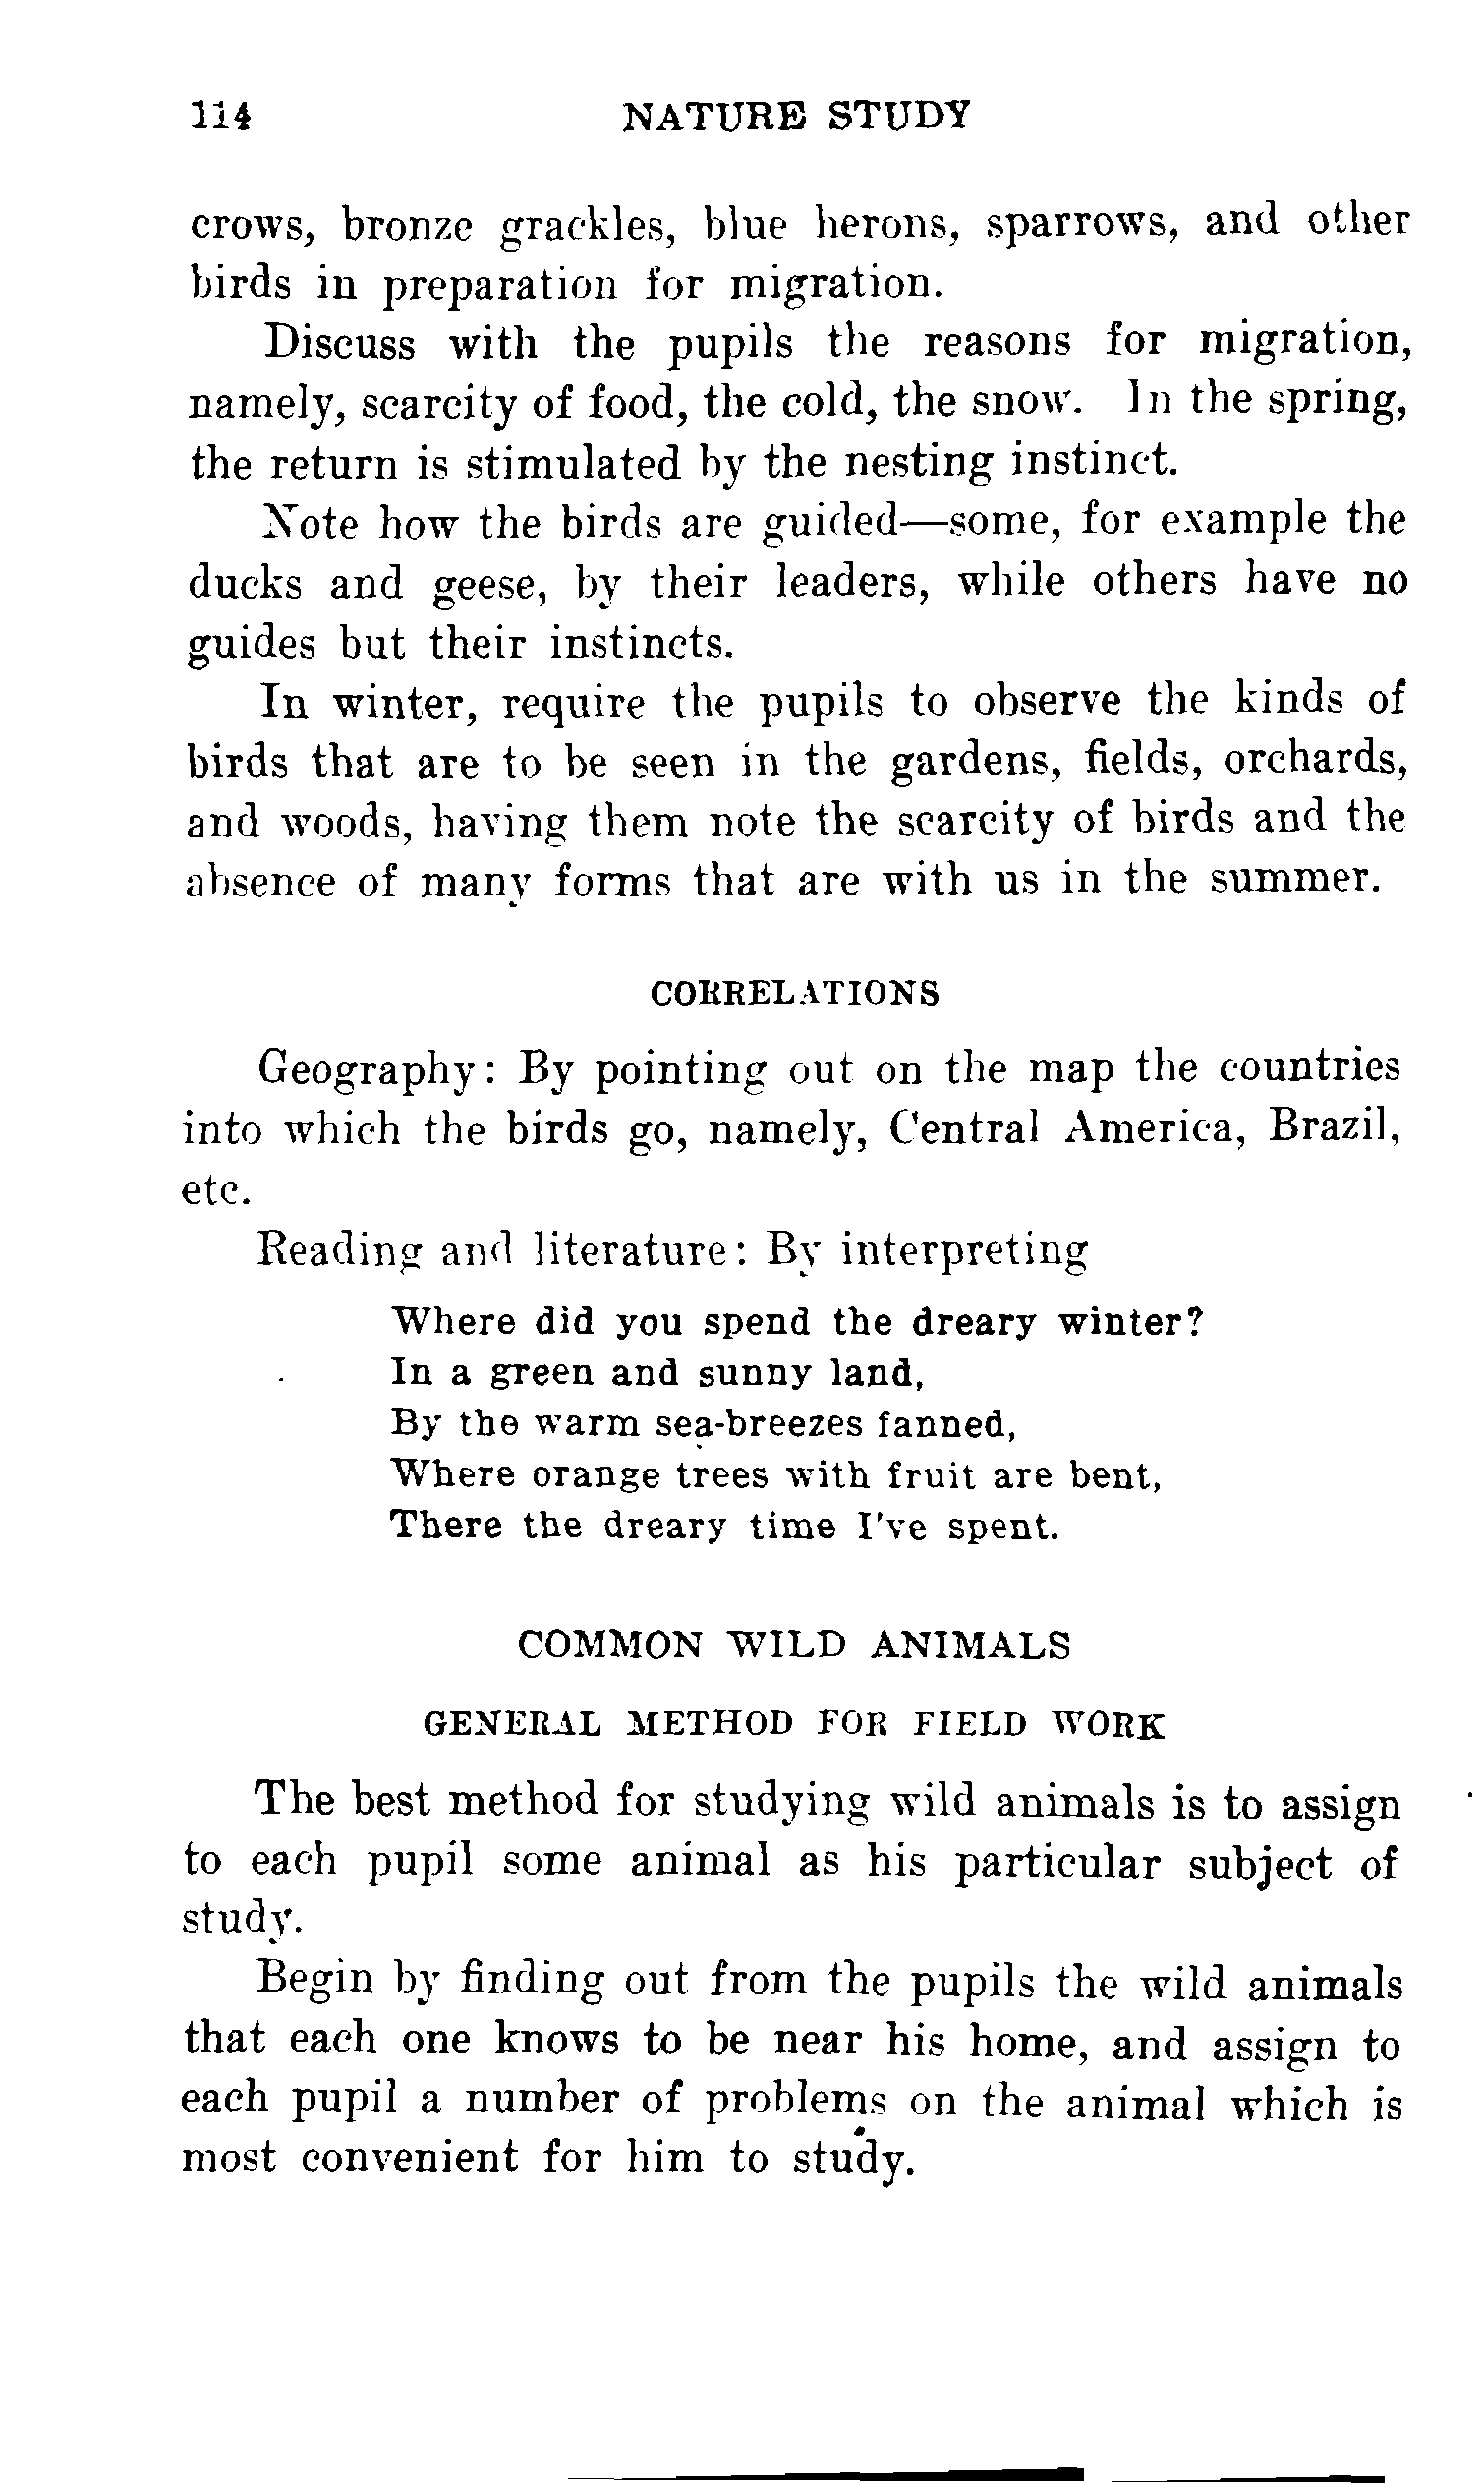 114 NATURE STUDY
crows, bronze grackles, blue herons, sparrows, and other
birds in preparation for migration.
Discuss with the pupils the reasons for migration,
namely, scarcity of food, the cold, the snow. In the spring,
the return is stimulated by the nesting instinct.
Note how the birds are guided—some, for example the
ducks and geese, by their leaders, while others have no
guides but their instincts.
In winter, require the pupils to observe the kinds of
birds that are to be seen in the gardens, fields, orchards,
and woods, having them note the scarcity of birds and the
absence of many forms that are with us in the summer.
CORRELATIONS
Geography: By pointing out on the map the countries
into which the birds go, namely, Central America, Brazil,
etc.
Reading and literature: By interpreting
Where did you spend the dreary winter?
In a green and sunny land,
By the warm sea-breezes fanned,
Where orange trees with fruit are bent,
There the dreary time I've spent.
COMMON WILD ANIMALS
GENERAL METHOD FOR FIELD WORK
The best method for studying wild animals is to assign
to each pupil some animal as his particular subject of
study.
Begin by finding out from the pupils the wild animals
that each one knows to be near his home, and assign to
each pupil a number of problems on the animal which is
most convenient for him to study.